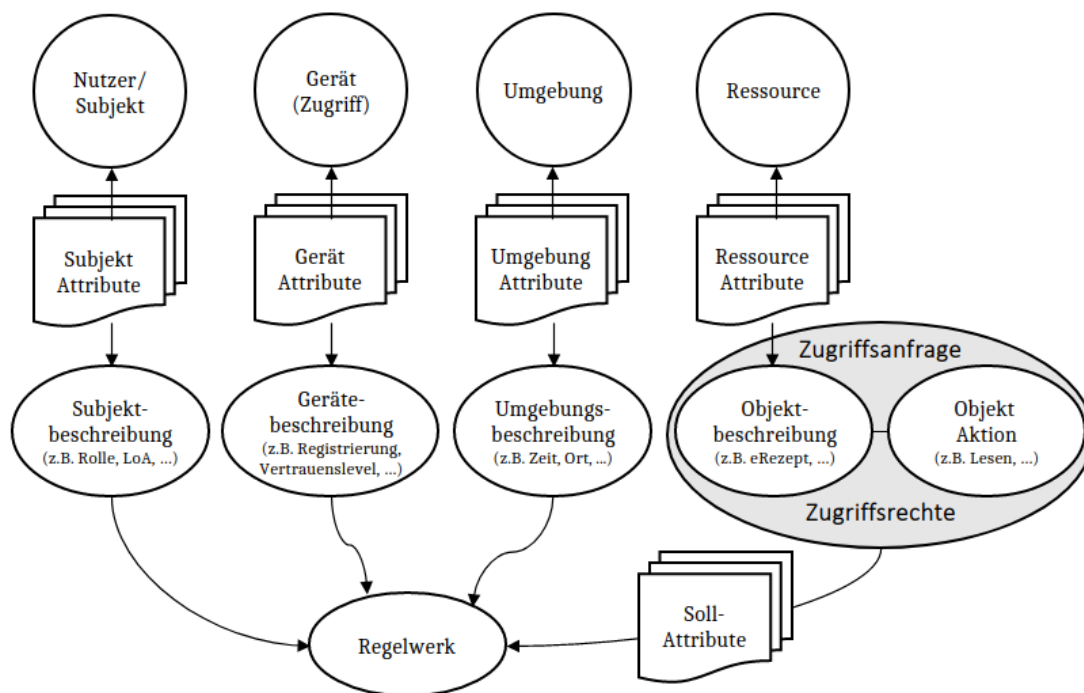 Nutzer/
Subjekt
Gerät
(Zugriff)
Umgebung
Ressource
Subjekt
Attribute
Gerät
Attribute
Umgebung
Attribute
Ressource
Attribute
Zugriffsanfrage
Subjekt-
beschreibung
(z.B. Rolle, LoA, ...)
Geräte-
beschreibung
(z.B. Registrierung,
Vertrauenslevel, ...)
Umgebungs-
beschreibung
(z.B. Zeit, Ort, ...)
Objekt-
beschreibung
(z.B. eRezept, ...)
Objekt
Aktion
(z.B. Lesen, ...)
Zugriffsrechte
Soll-
Attribute
Regelwerk